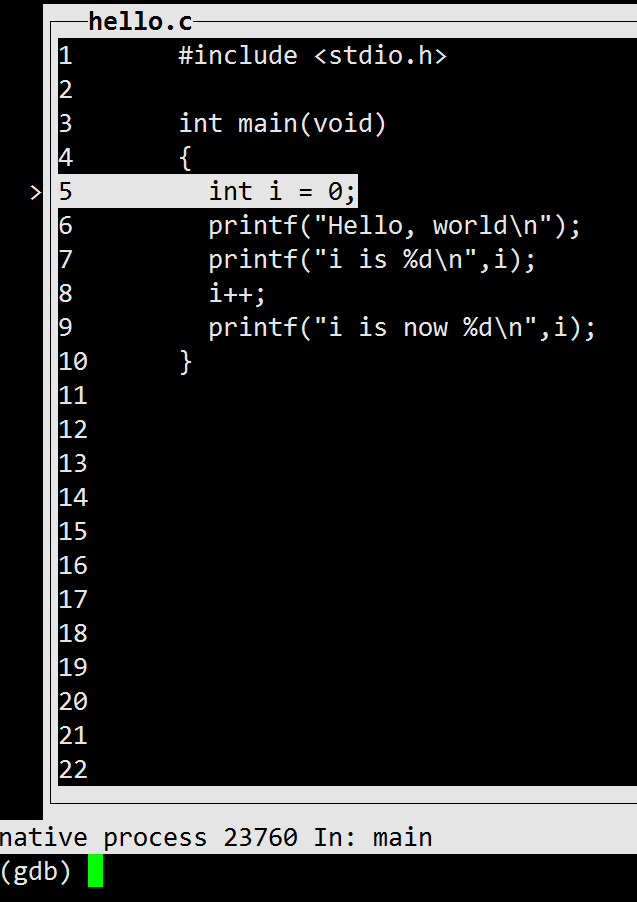 hello.c
1      #include <stdio.h>
2
3      int main(void)
4      {
> 5        int i = 0;
6        printf("Hello, world\n");
7        printf("i is %d\n",i);
8        i++;
9        printf("i is now %d\n",i);
10     }
11
12
13
14
15
16
17
18
19
20
21
22
native process 23760 In: main
(gdb)